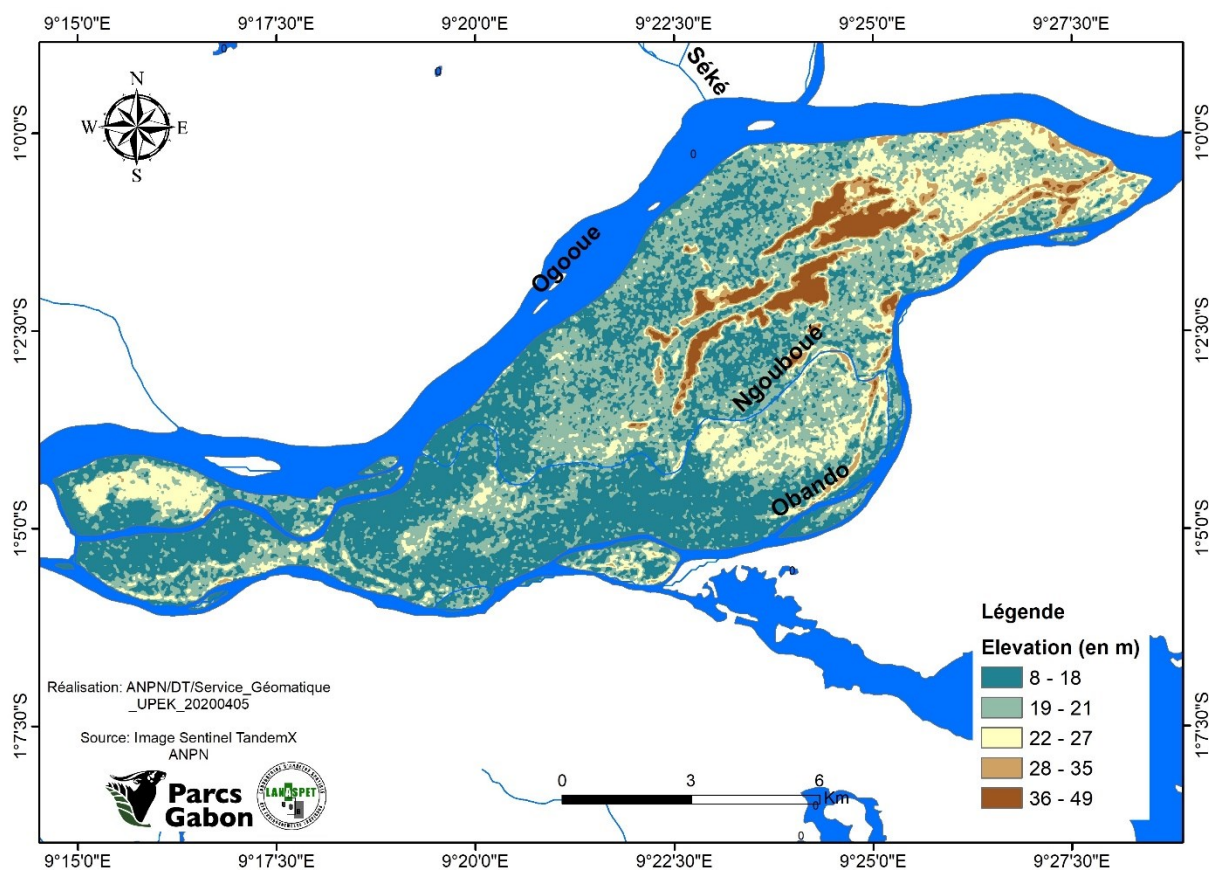 9°15'0"E 9°17'30"E 9°20'0"E 9°22'30"E 9°25'0"E 9°27'30"E
0
0
Séké
N
W E
S
1°0'0"S 1°0'0"S
0
Ogooue
1°2'30"S 1°2'30"S
Ngouboué
Obando
1°5'0"S 1°5'0"S
0
Légende
Elevation (en m)
8 - 18
19 - 21
22 - 27
28 - 35
36 - 49
Réalisation: ANPN/DT/Service_Géomatique
_UPEK_20200405
1°7'30"S 1°7'30"S
Source: Image Sentinel TandemX
ANPN
Parcs
Gabon
LANASPET
0 3 6
Km
0
0
9°15'0"E 9°17'30"E 9°20'0"E 9°22'30"E 9°25'0"E 9°27'30"E